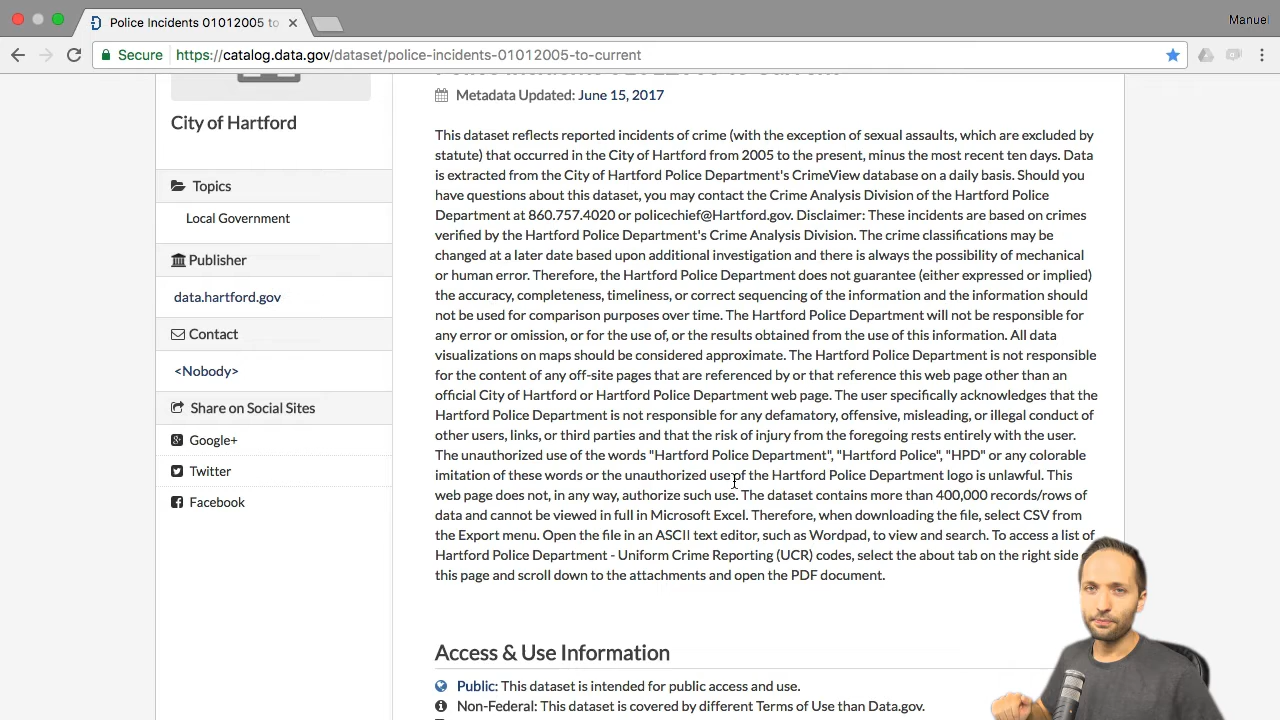 Police Incidents 01012005 to
Manuel
Secure
https://catalog.data.gov/dataset/police-incidents-01012005-to-current
Metadata Updated: June 15, 2017
City of Hartford
Topics
Local Government
Publisher
data.hartford.gov
Contact
<Nobody>
Share on Social Sites
Google+
Twitter
Facebook
This dataset reflects reported incidents of crime (with the exception of sexual assaults, which are excluded by
statute) that occurred in the City of Hartford from 2005 to the present, minus the most recent ten days. Data
is extracted from the City of Hartford Police Department's CrimeView database on a daily basis. Should you
have questions about this dataset, you may contact the Crime Analysis Division of the Hartford Police
Department at 860.757.4020 or policechief@Hartford.gov. Disclaimer: These incidents are based on crimes
verified by the Hartford Police Department's Crime Analysis Division. The crime classifications may be
changed at a later date based upon additional investigation and there is always the possibility of mechanical
or human error. Therefore, the Hartford Police Department does not guarantee (either expressed or implied)
the accuracy, completeness, timeliness, or correct sequencing of the information and the information should
not be used for comparison purposes over time. The Hartford Police Department will not be responsible for
any error or omission, or for the use of, or the results obtained from the use of this information. All data
visualizations on maps should be considered approximate. The Hartford Police Department is not responsible
for the content of any off-site pages that are referenced by or that reference this web page other than an
official City of Hartford or Hartford Police Department web page. The user specifically acknowledges that the
Hartford Police Department is not responsible for any defamatory, offensive, misleading, or illegal conduct of
other users, links, or third parties and that the risk of injury from the foregoing rests entirely with the user.
The unauthorized use of the words "Hartford Police Department", "Hartford Police", "HPD" or any colorable
imitation of these words or the unauthorized use of the Hartford Police Department logo is unlawful. This
web page does not, in any way, authorize such use. The dataset contains more than 400,000 records/rows of
data and cannot be viewed in full in Microsoft Excel. Therefore, when downloading the file, select CSV from
the Export menu. Open the file in an ASCII text editor, such as Wordpad, to view and search. To access a list of
Hartford Police Department - Uniform Crime Reporting (UCR) codes, select the about tab on the right side
this page and scroll down to the attachments and open the PDF document.
Access & Use Information
Public: This dataset is intended for public access and use.
Non-Federal: This dataset is covered by different Terms of Use than Data.gov.